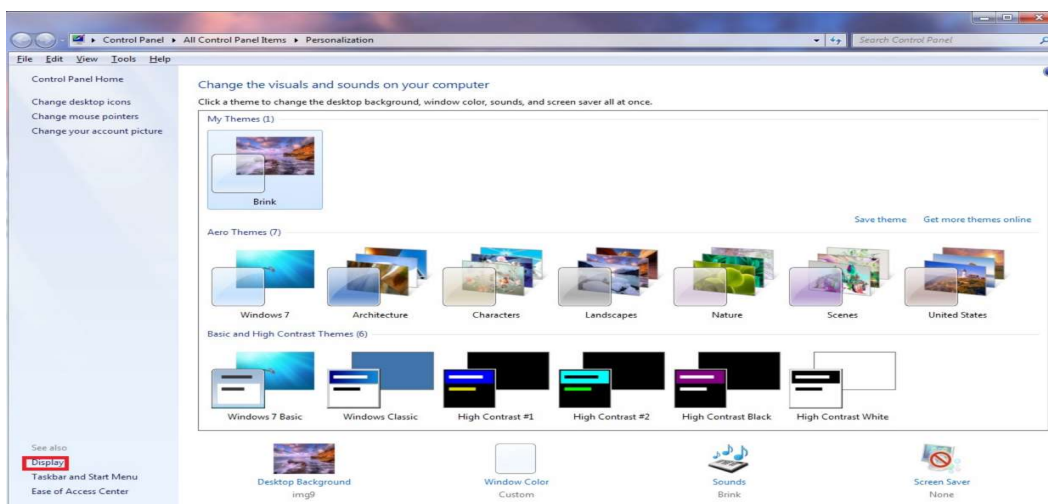 Control Panel ▸ All Control Panel Items ▸ Personalization
Search Control Panel
File Edit View Tools Help
Control Panel Home
Change desktop icons
Change mouse pointers
Change your account picture
Change the visuals and sounds on your computer
Click a theme to change the desktop background, window color, sounds, and screen saver all at once.
My Themes (1)
Brink
Save theme Get more themes online
Aero Themes (7)
Windows 7 Architecture Characters Landscapes Nature Scenes United States
Basic and High Contrast Themes (6)
Windows 7 Basic Windows Classic High Contrast #1 High Contrast #2 High Contrast Black High Contrast White
See also
Display
Taskbar and Start Menu
Ease of Access Center
Desktop Background Window Color Sounds Screen Saver
img9 Custom Brink None